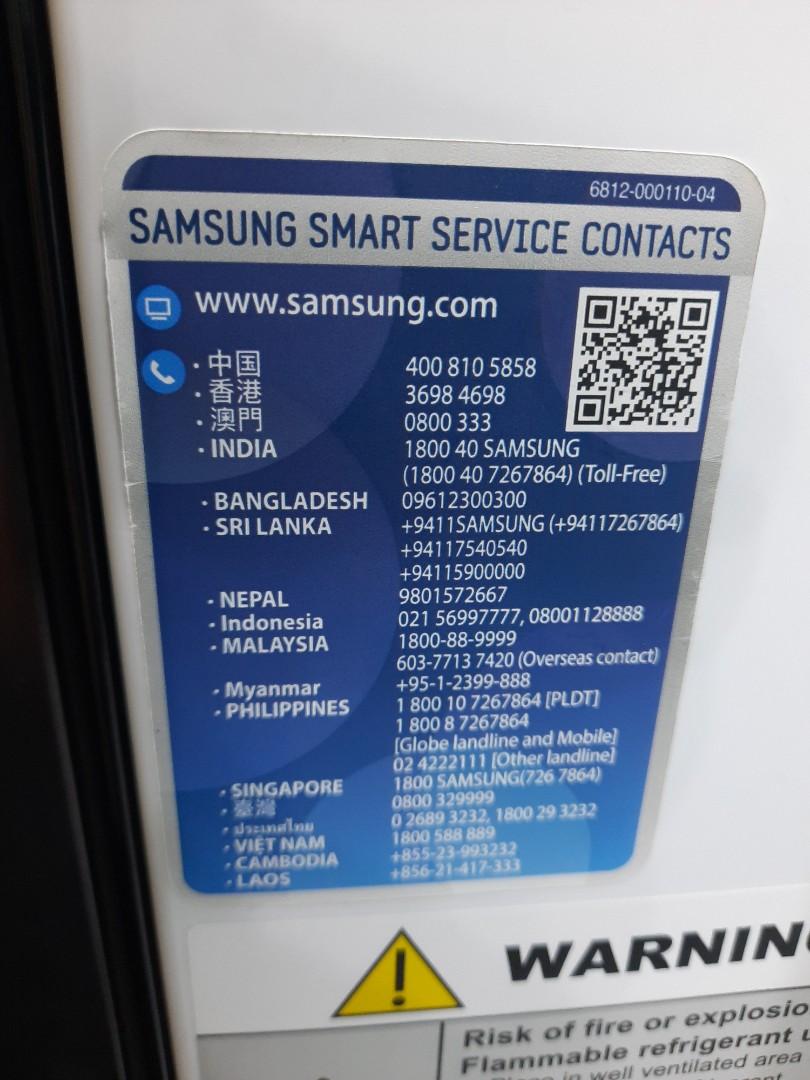 6812-000110-04
SAMSUNG SMART SERVICE CONTACTS
www.samsung.com
· 中国 400 810 5858
· 香港 3698 4698
· 澳門 0800 333
· INDIA 1800 40 SAMSUNG
(1800 40 7267864) (Toll-Free)
· BANGLADESH 09612300300
· SRI LANKA +9411SAMSUNG (+94117267864)
+94117540540
+94115900000
· NEPAL 9801572667
· Indonesia 021 56997777, 08001128888
· MALAYSIA 1800-88-9999
603-7713 7420 (Overseas contact)
· Myanmar +95-1-2399-888
· PHILIPPINES 1 800 10 7267864 [PLDT]
1 800 8 7267864
[Globe landline and Mobile]
02 4222111 [Other landline]
· SINGAPORE 1800 SAMSUNG(726 7864)
· 臺灣 0800 329999
· ประเทศไทย 0 2689 3232, 1800 29 3232
· VIET NAM 1800 588 889
· CAMBODIA +855-23-993232
· LAOS +856-21-417-333
WARNIN
Risk of fire or explosio
Flammable refrigerant u
in well ventilated area